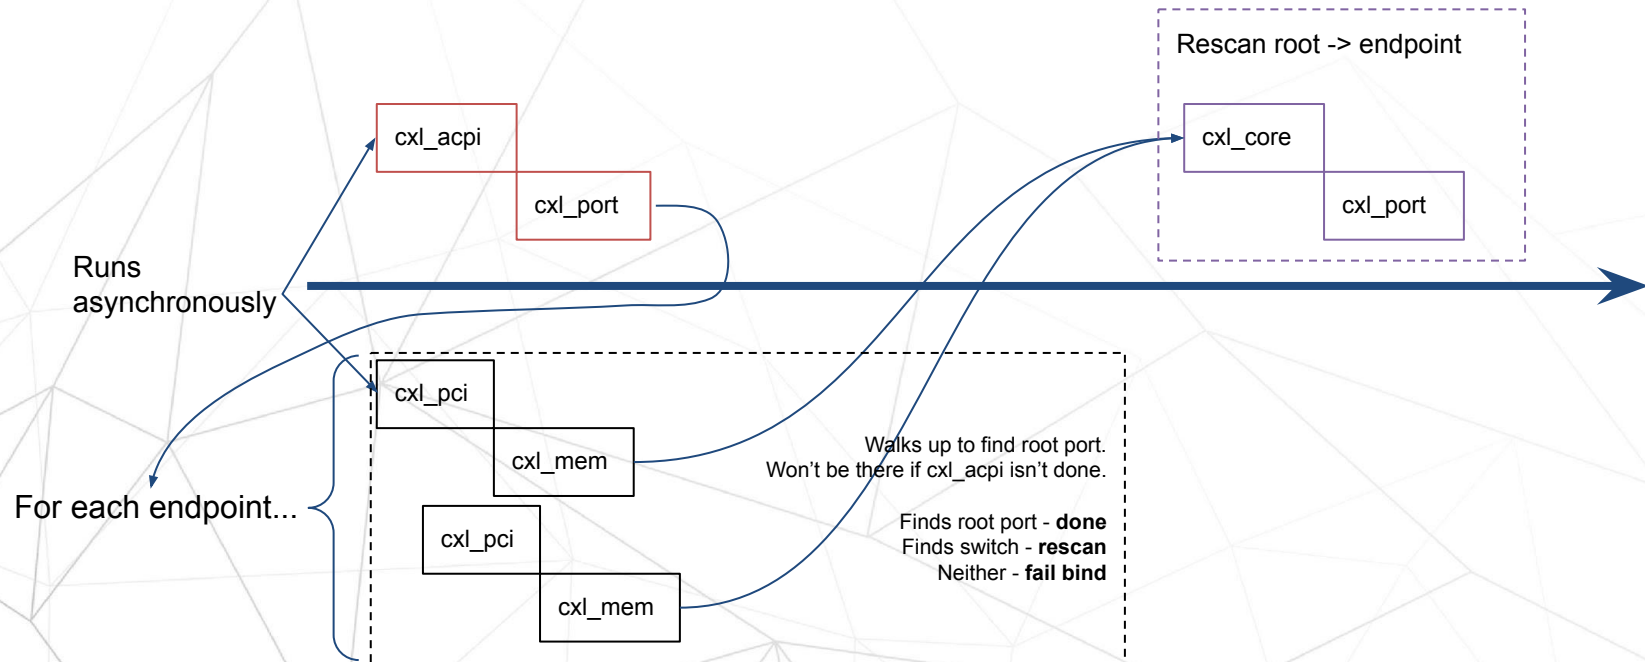 Rescan root -> endpoint
cxl_acpi
cxl_core
cxl_port
cxl_port
Runs
asynchronously
cxl_pci
Walks up to find root port.
cxl_mem
Won't be there if cxl_acpi isn't done.
For each endpoint...
Finds root port - done
cxl_pci
Finds switch - rescan
Neither - fail bind
cxl_mem